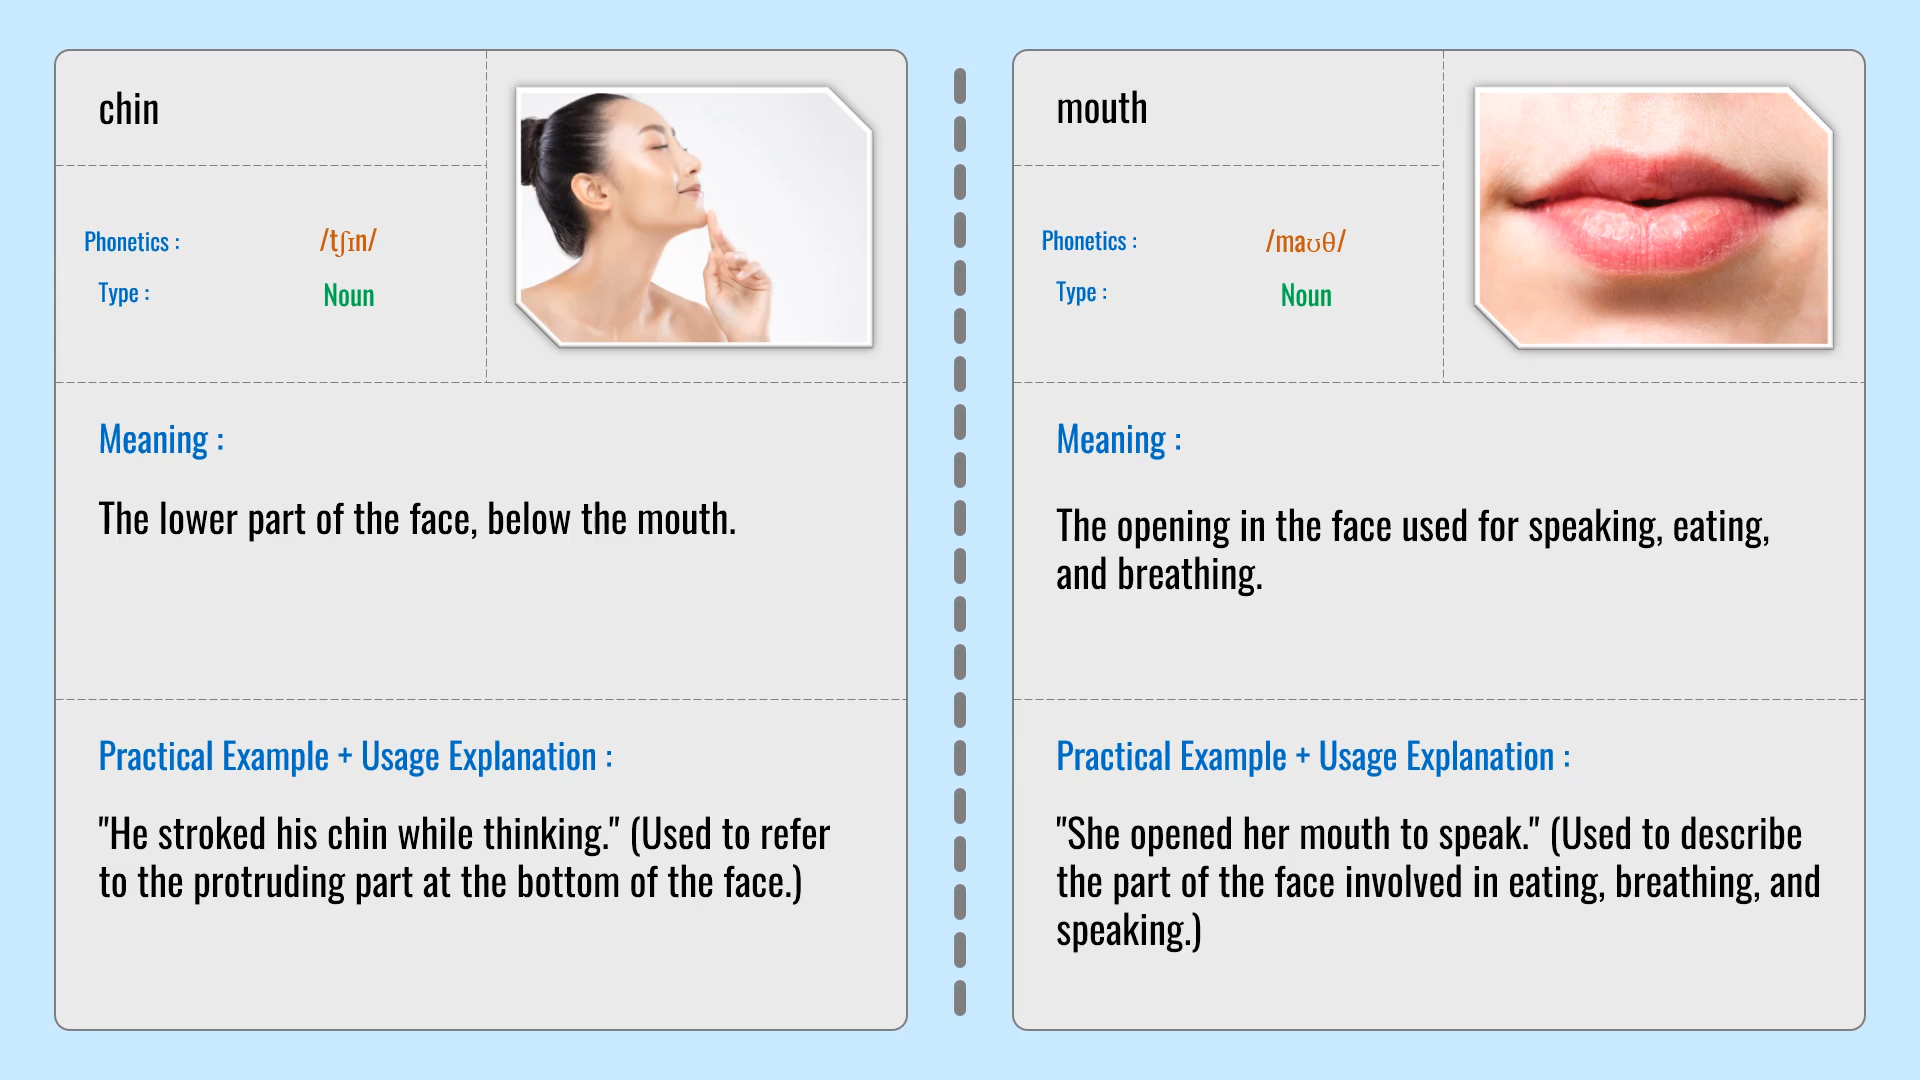 chin
Phonetics : /tʃɪn/
Type : Noun
Meaning :
The lower part of the face, below the mouth.
Practical Example + Usage Explanation :
"He stroked his chin while thinking." (Used to refer
to the protruding part at the bottom of the face.)
mouth
Phonetics : /maʊθ/
Type : Noun
Meaning :
The opening in the face used for speaking, eating,
and breathing.
Practical Example + Usage Explanation :
"She opened her mouth to speak." (Used to describe
the part of the face involved in eating, breathing, and
speaking.)